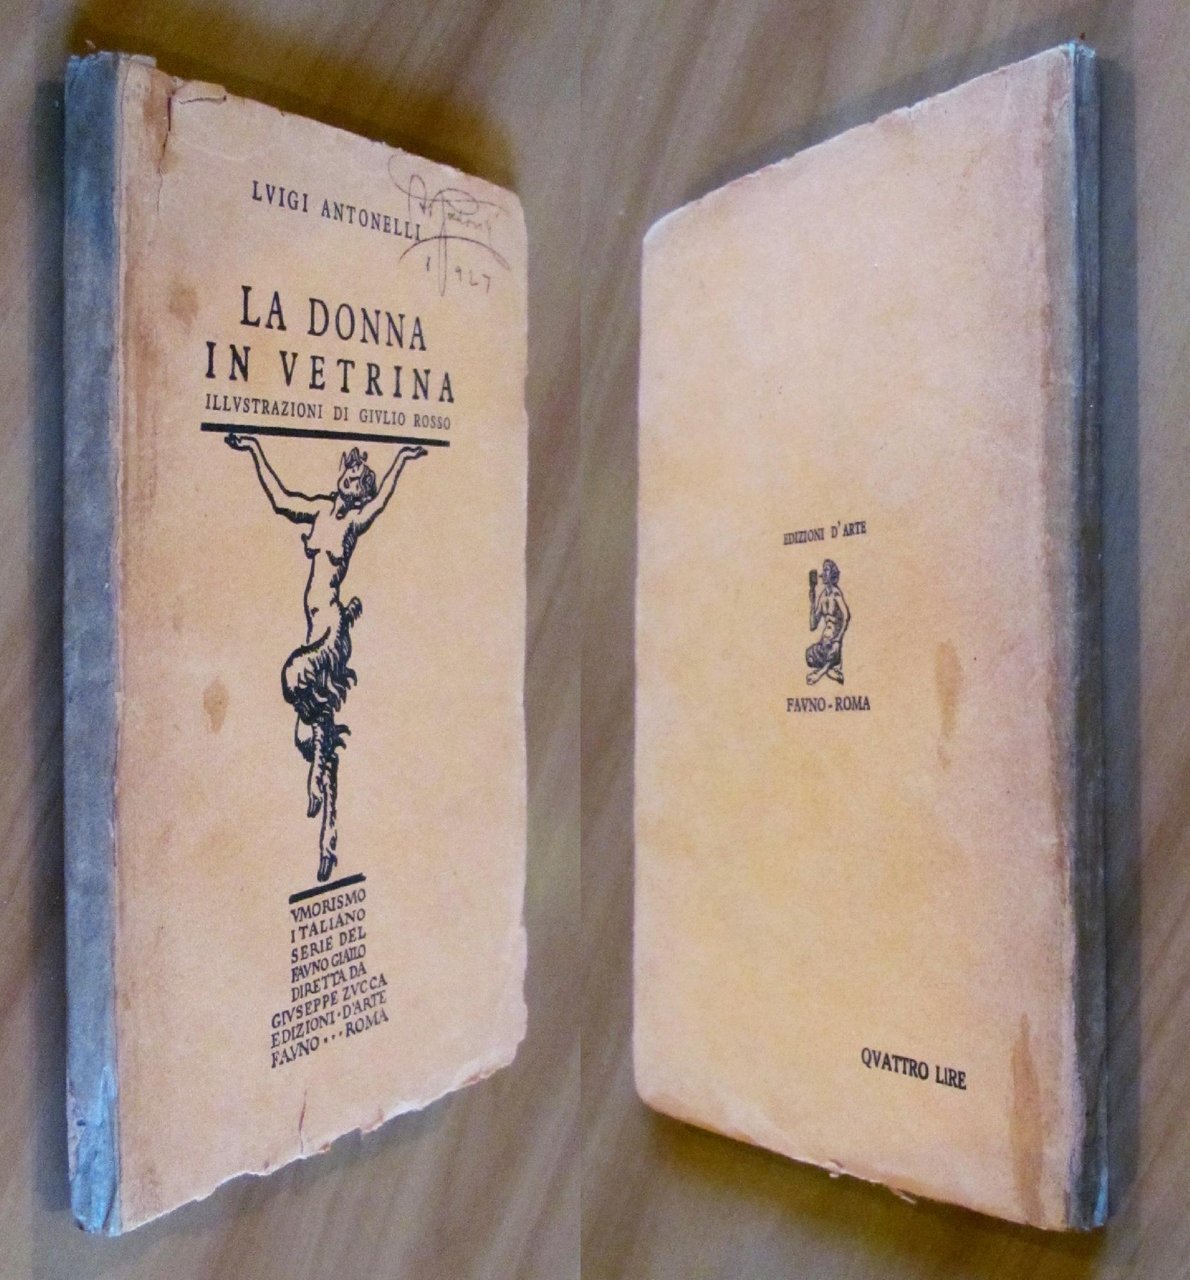 LVIGI ANTONELLI
1927
LA DONNA
IN VETRINA
ILLVSTRAZIONI DI GIVLIO ROSSO
VMORISMO
ITALIANO
SERIE DEL
FAVNO GIALLO
DIRETTA DA
GIVSEPPE ZVCCA
EDIZIONI·D'ARTE
FAVNO···ROMA
EDIZIONI D'ARTE
FAVNO-ROMA
QVATTRO LIRE